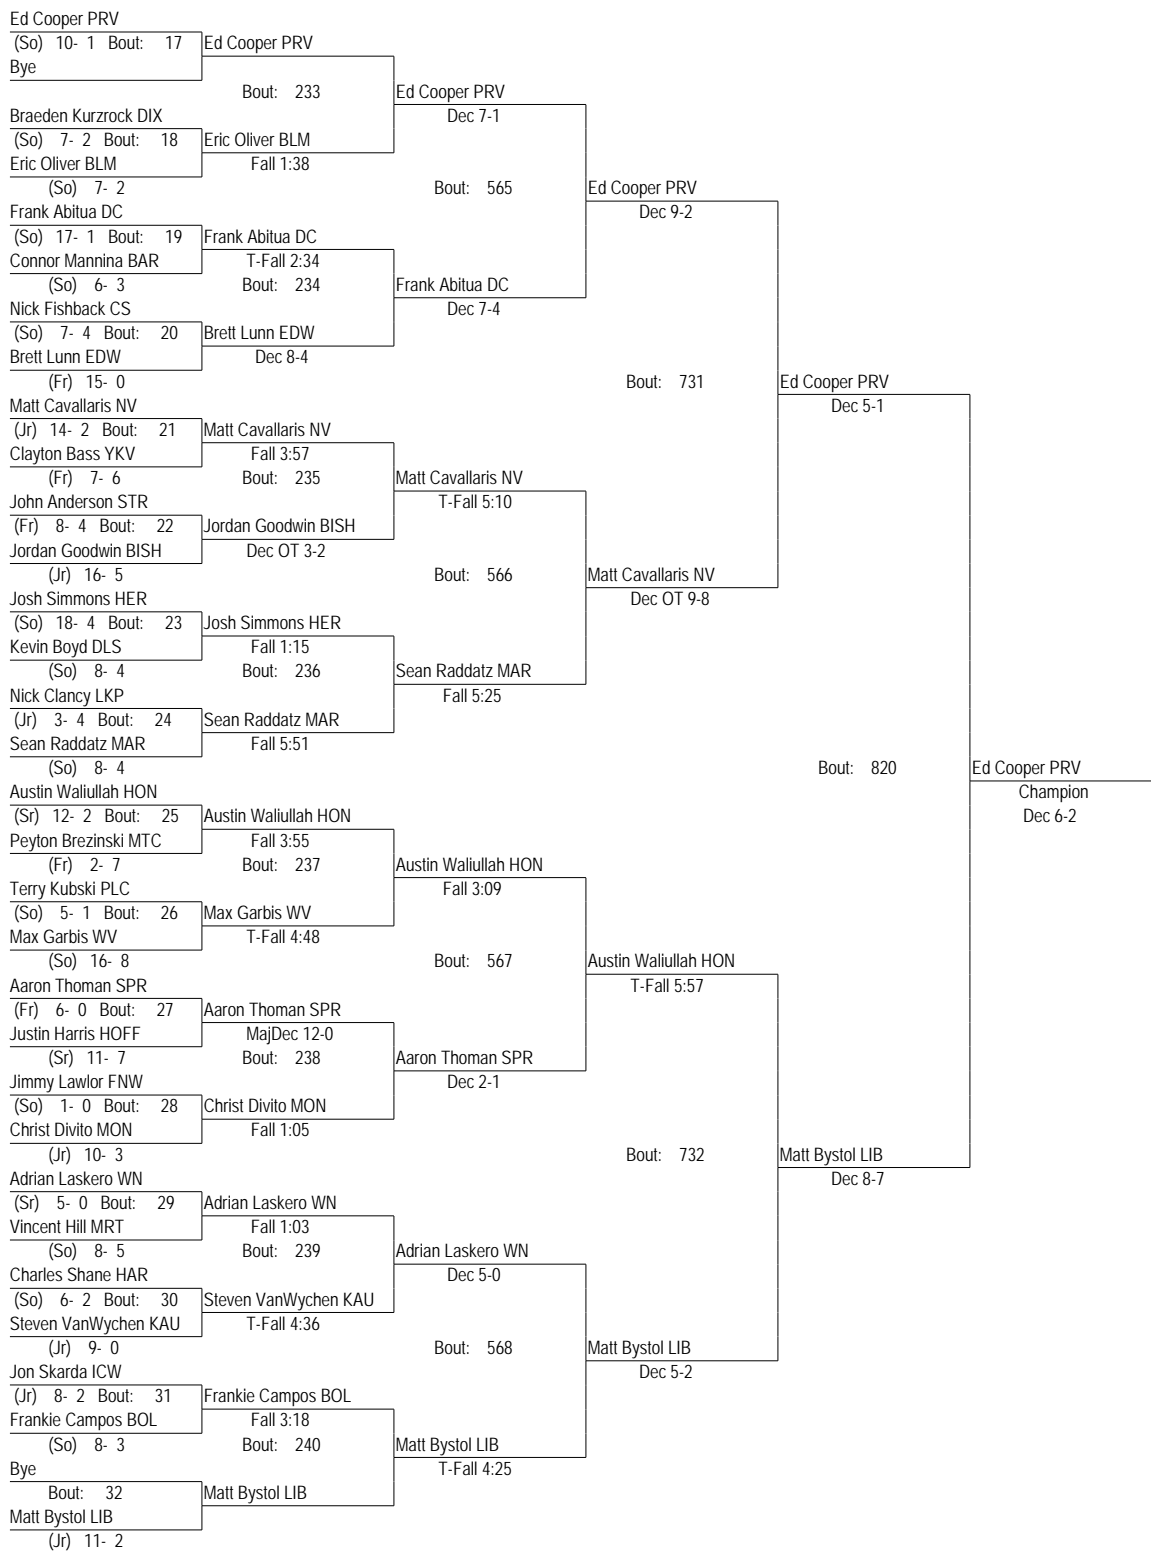 Ed Cooper PRV
(So) 10- 1 Bout: 17 Ed Cooper PRV
Bye
Bout: 233 Ed Cooper PRV
Braeden Kurzrock DIX Dec 7-1
(So) 7- 2 Bout: 18 Eric Oliver BLM
Eric Oliver BLM Fall 1:38
(So) 7- 2 Bout: 565 Ed Cooper PRV
Frank Abitua DC Dec 9-2
(So) 17- 1 Bout: 19 Frank Abitua DC
Connor Mannina BAR T-Fall 2:34
(So) 6- 3 Bout: 234 Frank Abitua DC
Nick Fishback CS Dec 7-4
(So) 7- 4 Bout: 20 Brett Lunn EDW
Brett Lunn EDW Dec 8-4
(Fr) 15- 0 Bout: 731 Ed Cooper PRV
Matt Cavallaris NV Dec 5-1
(Jr) 14- 2 Bout: 21 Matt Cavallaris NV
Clayton Bass YKV Fall 3:57
(Fr) 7- 6 Bout: 235 Matt Cavallaris NV
John Anderson STR T-Fall 5:10
(Fr) 8- 4 Bout: 22 Jordan Goodwin BISH
Jordan Goodwin BISH Dec OT 3-2
(Jr) 16- 5 Bout: 566 Matt Cavallaris NV
Josh Simmons HER Dec OT 9-8
(So) 18- 4 Bout: 23 Josh Simmons HER
Kevin Boyd DLS Fall 1:15
(So) 8- 4 Bout: 236 Sean Raddatz MAR
Nick Clancy LKP Fall 5:25
(Jr) 3- 4 Bout: 24 Sean Raddatz MAR
Sean Raddatz MAR Fall 5:51
(So) 8- 4 Bout: 820 Ed Cooper PRV
Austin Waliullah HON Champion
(Sr) 12- 2 Bout: 25 Austin Waliullah HON Dec 6-2
Peyton Brezinski MTC Fall 3:55
(Fr) 2- 7 Bout: 237 Austin Waliullah HON
Terry Kubski PLC Fall 3:09
(So) 5- 1 Bout: 26 Max Garbis WV
Max Garbis WV T-Fall 4:48
(So) 16- 8 Bout: 567 Austin Waliullah HON
Aaron Thoman SPR T-Fall 5:57
(Fr) 6- 0 Bout: 27 Aaron Thoman SPR
Justin Harris HOFF MajDec 12-0
(Sr) 11- 7 Bout: 238 Aaron Thoman SPR
Jimmy Lawlor FNW Dec 2-1
(So) 1- 0 Bout: 28 Christ Divito MON
Christ Divito MON Fall 1:05
(Jr) 10- 3 Bout: 732 Matt Bystol LIB
Adrian Laskero WN Dec 8-7
(Sr) 5- 0 Bout: 29 Adrian Laskero WN
Vincent Hill MRT Fall 1:03
(So) 8- 5 Bout: 239 Adrian Laskero WN
Charles Shane HAR Dec 5-0
(So) 6- 2 Bout: 30 Steven VanWychen KAU
Steven VanWychen KAU T-Fall 4:36
(Jr) 9- 0 Bout: 568 Matt Bystol LIB
Jon Skarda ICW Dec 5-2
(Jr) 8- 2 Bout: 31 Frankie Campos BOL
Frankie Campos BOL Fall 3:18
(So) 8- 3 Bout: 240 Matt Bystol LIB
Bye T-Fall 4:25
Bout: 32 Matt Bystol LIB
Matt Bystol LIB
(Jr) 11- 2